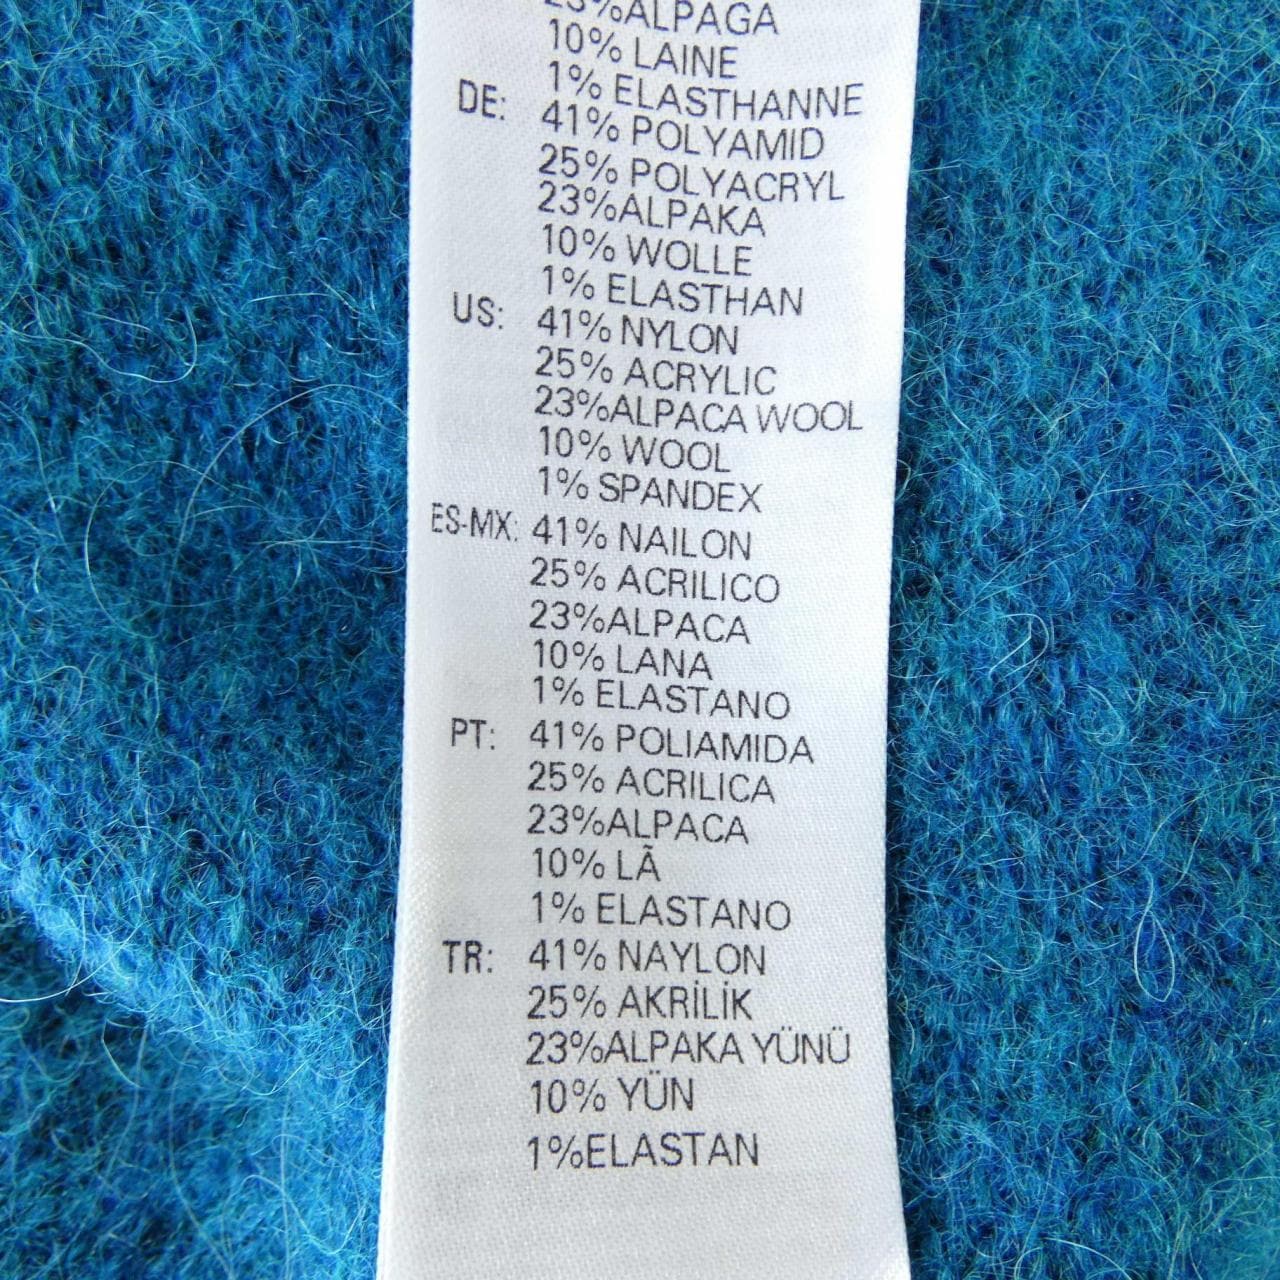 23%ALPAGA
10% LAINE
1% ELASTHANNE
DE: 41% POLYAMID
25% POLYACRYL
23%ALPAKA
10% WOLLE
1% ELASTHAN
US: 41% NYLON
25% ACRYLIC
23%ALPACA WOOL
10% WOOL
1% SPANDEX
ES-MX: 41% NAILON
25% ACRILICO
23%ALPACA
10% LANA
1% ELASTANO
PT: 41% POLIAMIDA
25% ACRILICA
23%ALPACA
10% LÃ
1% ELASTANO
TR: 41% NAYLON
25% AKRİLİK
23%ALPAKA YÜNÜ
10% YÜN
1%ELASTAN